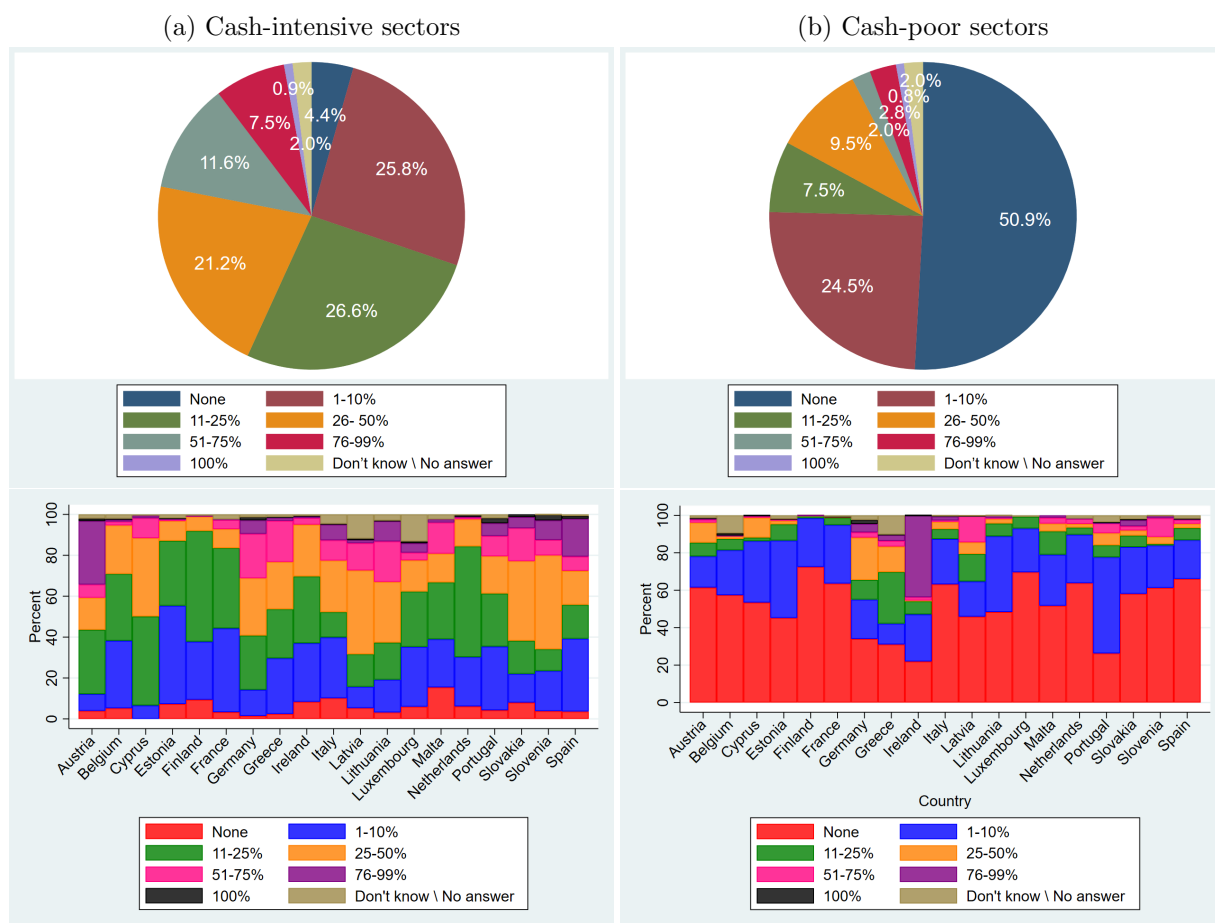 (a) Cash-intensive sectors
(b) Cash-poor sectors
0.9%
4.4%
2.0%
7.5%
25.8%
11.6%
21.2%
26.6%
2.0%
0.8%
2.8%
2.0%
9.5%
7.5%
50.9%
24.5%
None
1-10%
11-25%
26- 50%
51-75%
76-99%
100%
Don't know \ No answer
None
1-10%
11-25%
26- 50%
51-75%
76-99%
100%
Don't know \ No answer
Percent
100
80
60
40
20
0
Austria
Belgium
Cyprus
Estonia
Finland
France
Germany
Greece
Ireland
Italy
Latvia
Lithuania
Luxembourg
Malta
Netherlands
Portugal
Slovakia
Slovenia
Spain
None
1-10%
11-25%
25-50%
51-75%
76-99%
100%
Don't know \ No answer
Percent
100
80
60
40
20
0
Austria
Belgium
Cyprus
Estonia
Finland
France
Germany
Greece
Ireland
Italy
Latvia
Lithuania
Luxembourg
Malta
Netherlands
Portugal
Slovakia
Slovenia
Spain
Country
None
1-10%
11-25%
25-50%
51-75%
76-99%
100%
Don't know \ No answer